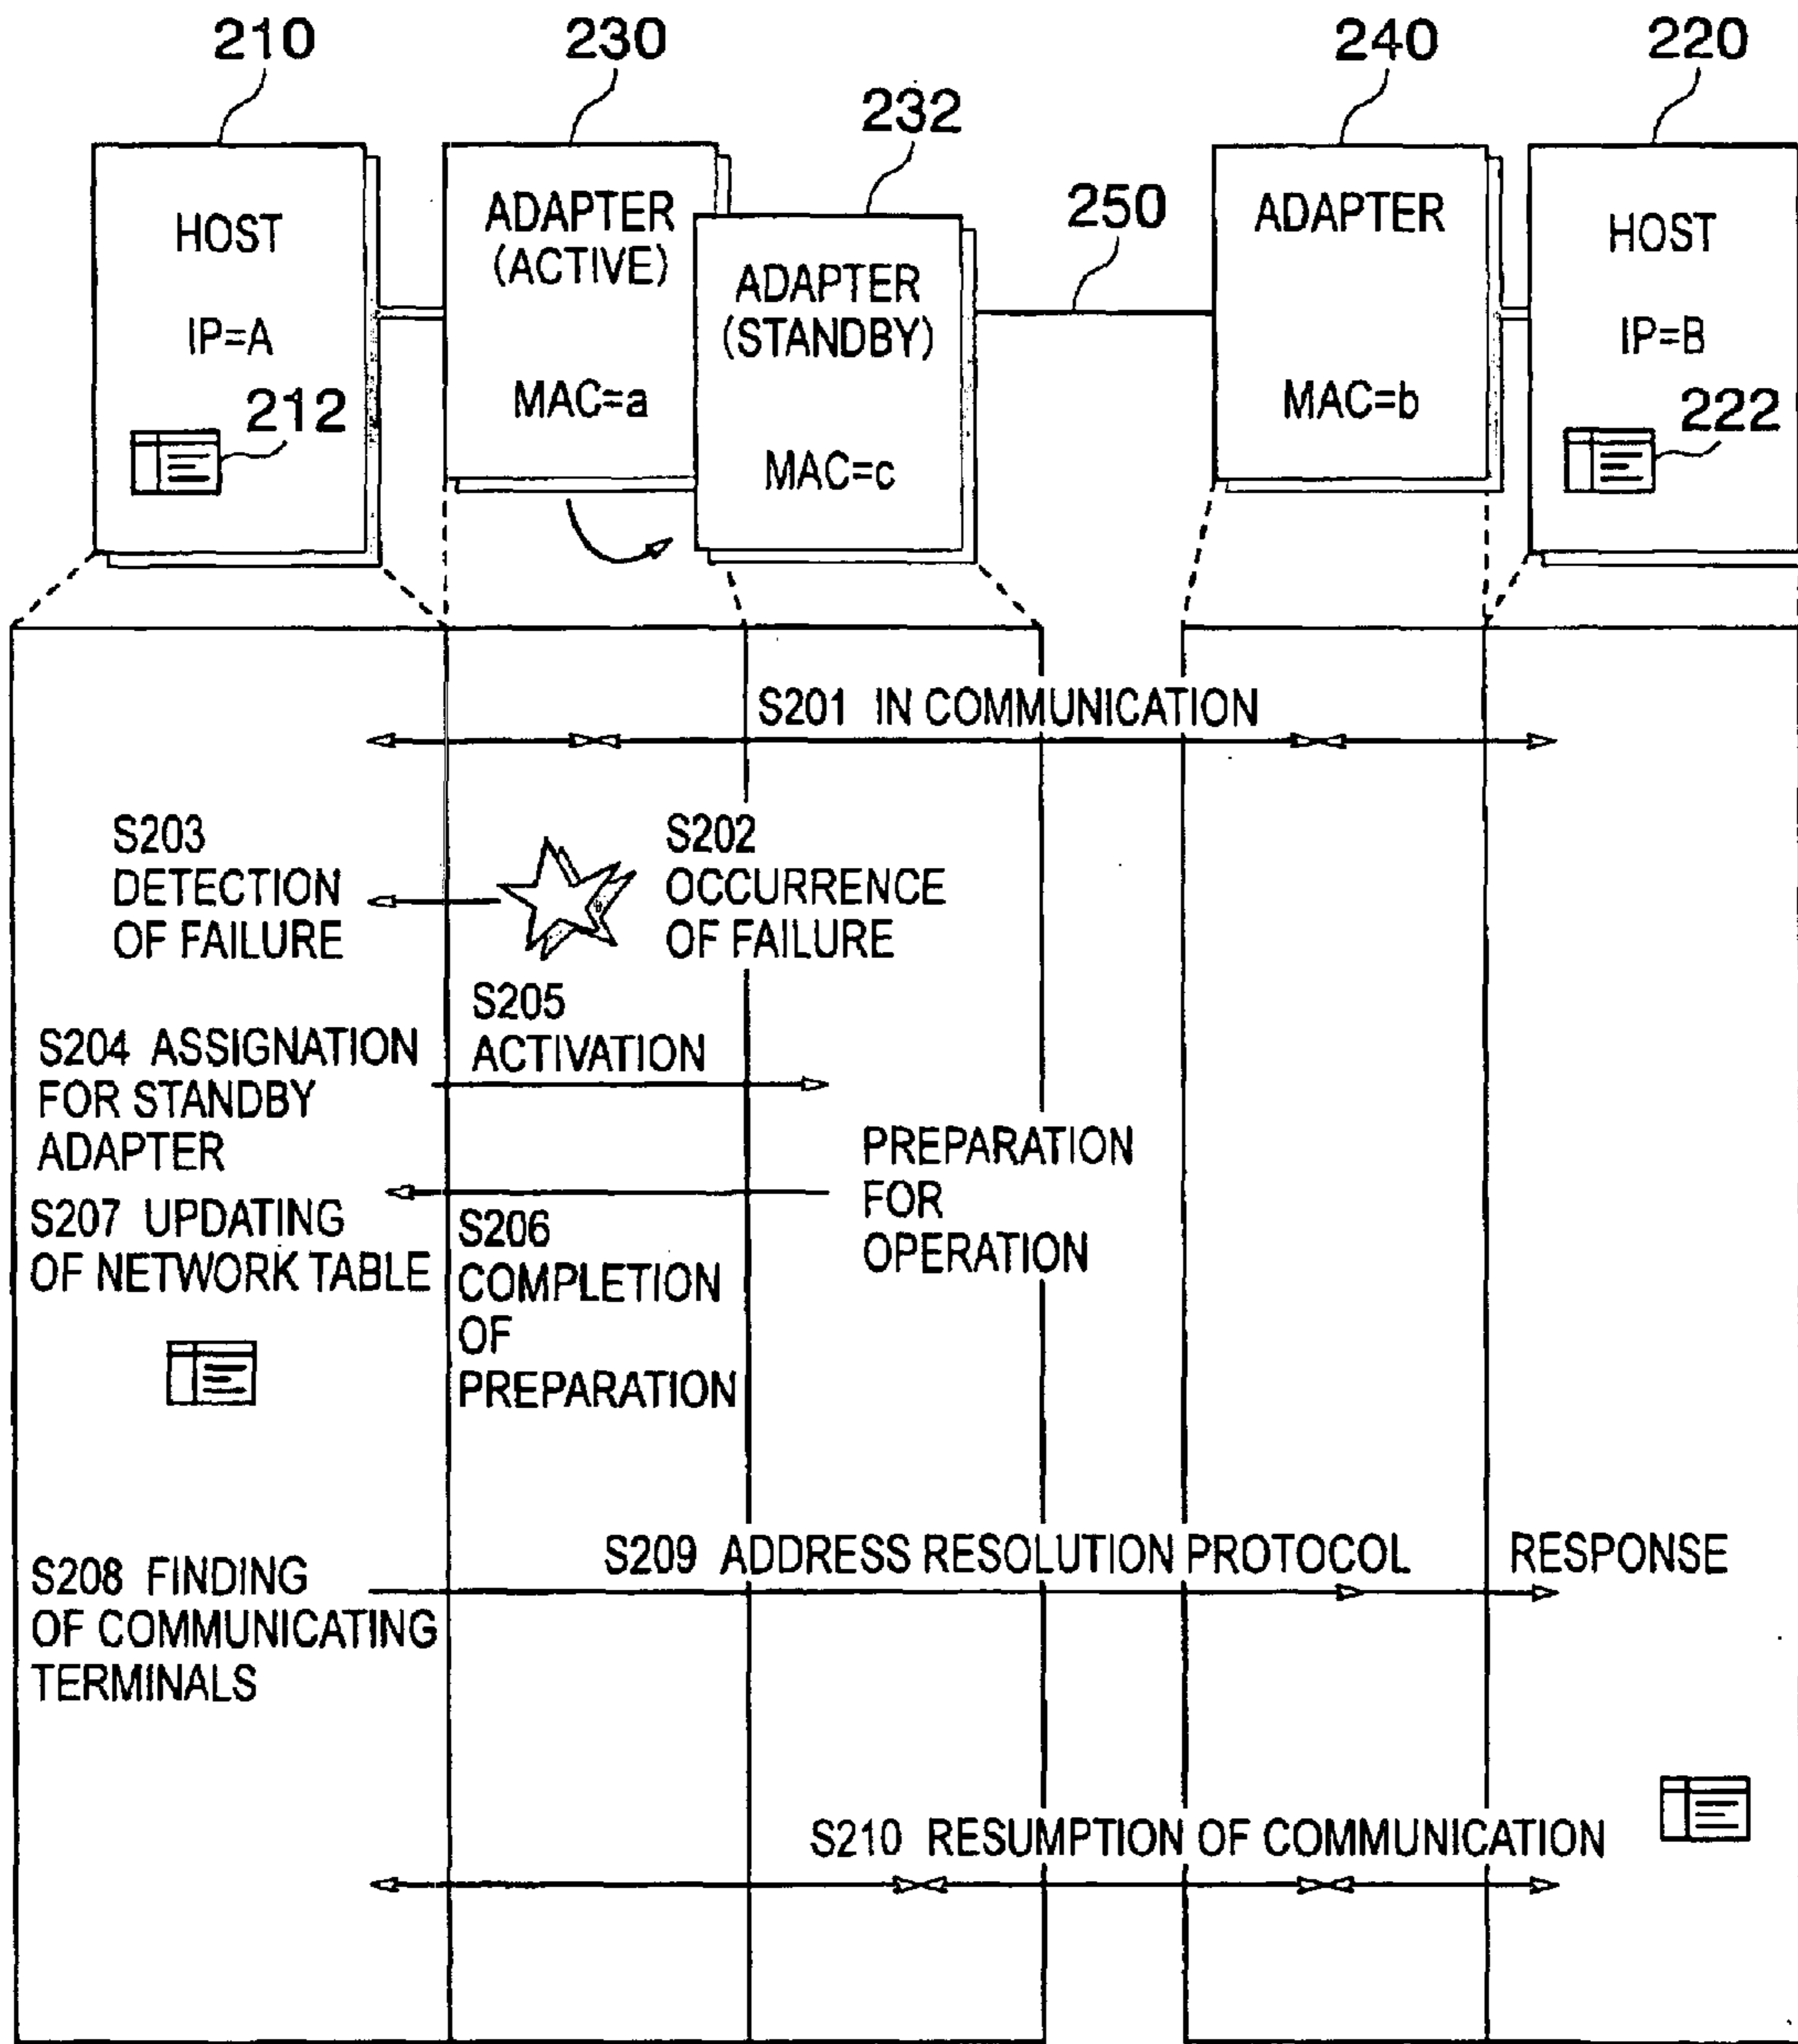 210
230
232
240
220
250
HOST
IP=A
212
ADAPTER
(ACTIVE)
MAC=a
ADAPTER
(STANDBY)
MAC=c
ADAPTER
MAC=b
HOST
IP=B
222
S201 IN COMMUNICATION
S203
DETECTION
OF FAILURE
S202
OCCURRENCE
OF FAILURE
S204 ASSIGNATION
FOR STANDBY
ADAPTER
S205
ACTIVATION
PREPARATION
FOR
OPERATION
S207 UPDATING
OF NETWORK TABLE
S206
COMPLETION
OF
PREPARATION
S208 FINDING
OF COMMUNICATING
TERMINALS
S209 ADDRESS RESOLUTION PROTOCOL
RESPONSE
S210 RESUMPTION OF COMMUNICATION